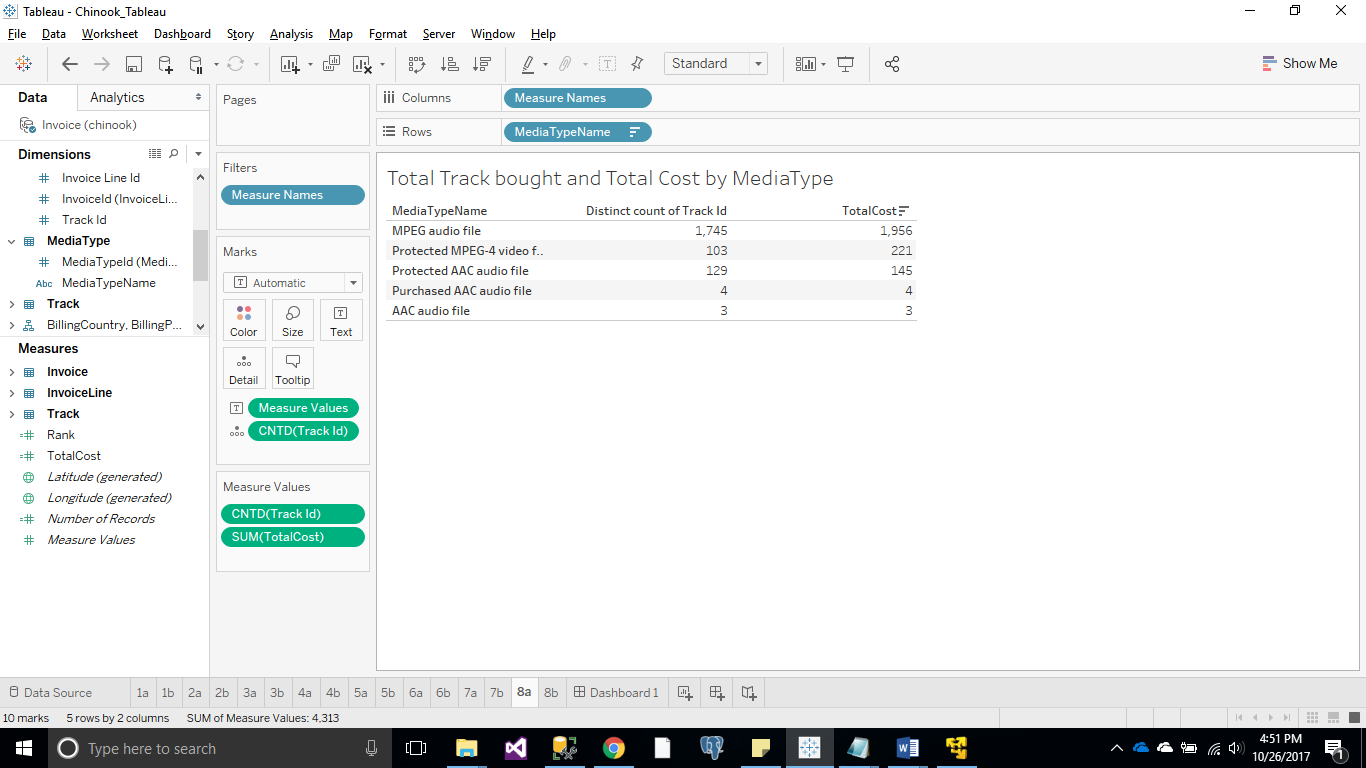 Tableau - Chinook_Tableau
File Data Worksheet Dashboard Story Analysis Map Format Server Window Help
Standard
Show Me
Data
Analytics
Invoice (chinook)
Dimensions
Invoice Line Id
InvoiceId (InvoiceLi...
Track Id
MediaType
MediaTypeId (Medi...
Abc MediaTypeName
Track
BillingCountry, BillingP...
Measures
Invoice
InvoiceLine
Track
Rank
TotalCost
Latitude (generated)
Longitude (generated)
Number of Records
Measure Values
Pages
Filters
Measure Names
Marks
T Automatic
Color Size Text
Detail Tooltip
T Measure Values
CNTD(Track Id)
Measure Values
CNTD(Track Id)
SUM(TotalCost)
Columns Measure Names
Rows MediaTypeName
Total Track bought and Total Cost by MediaType
MediaTypeName Distinct count of Track Id TotalCost
MPEG audio file 1,745 1,956
Protected MPEG-4 video f.. 103 221
Protected AAC audio file 129 145
Purchased AAC audio file 4 4
AAC audio file 3 3
Data Source 1a 1b 2a 2b 3a 3b 4a 4b 5a 5b 6a 6b 7a 7b 8a 8b Dashboard 1
10 marks 5 rows by 2 columns SUM of Measure Values: 4,313
Type here to search
4:51 PM
10/26/2017
1